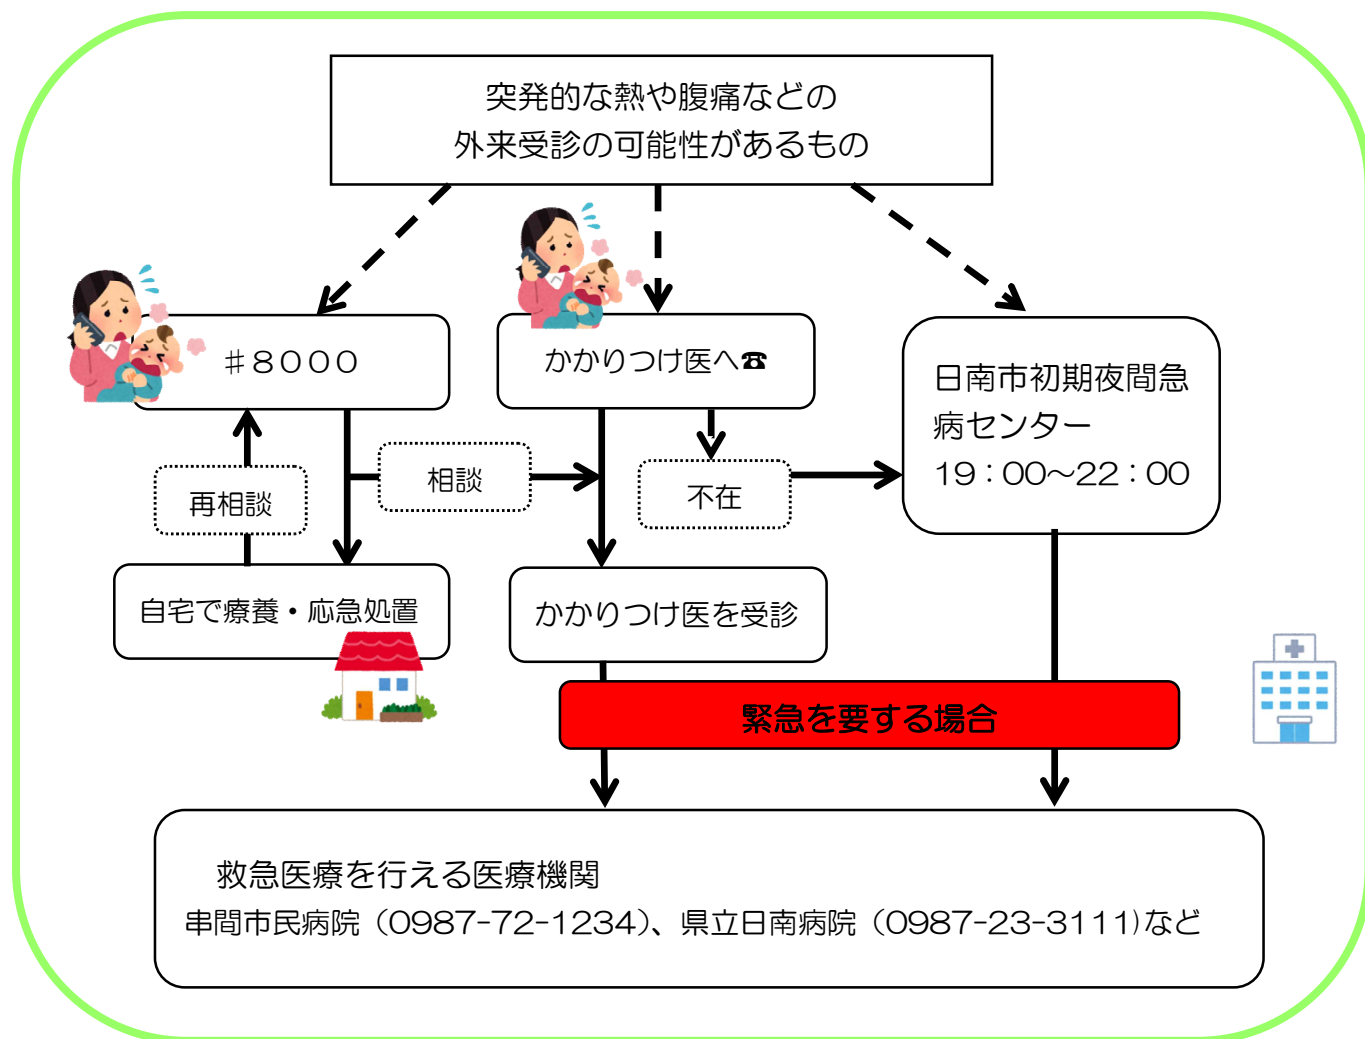 突発的な熱や腹痛などの
外来受診の可能性があるもの
♯8000
かかりつけ医へ☎
日南市初期夜間急
病センター
19：00～22：00
再相談
相談
不在
自宅で療養・応急処置
かかりつけ医を受診
緊急を要する場合
救急医療を行える医療機関
串間市民病院（0987-72-1234）、県立日南病院（0987-23-3111)など